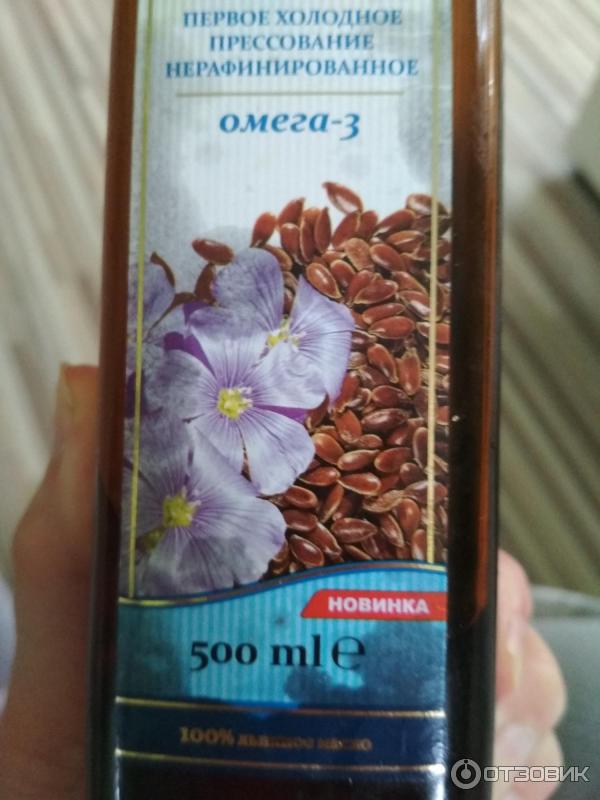 ПЕРВОЕ ХОЛОДНОЕ
ПРЕССОВАНИЕ
НЕРАФИНИРОВАННОЕ
омега-3
НОВИНКА
500 ml e
100% льняное масло
ОТЗОВИК